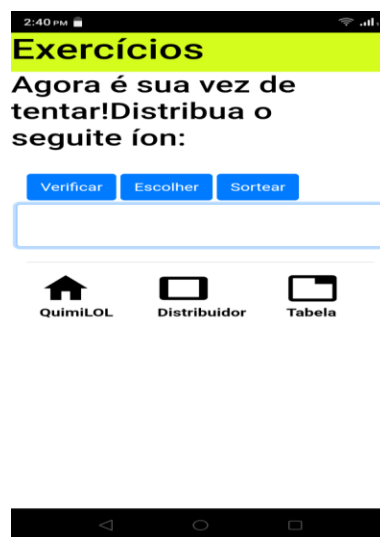 2:40 PM
Exercícios
Agora é sua vez de
tentar!Distribua o
seguite íon:
Verificar Escolher Sortear
QuimiLOL Distribuidor Tabela